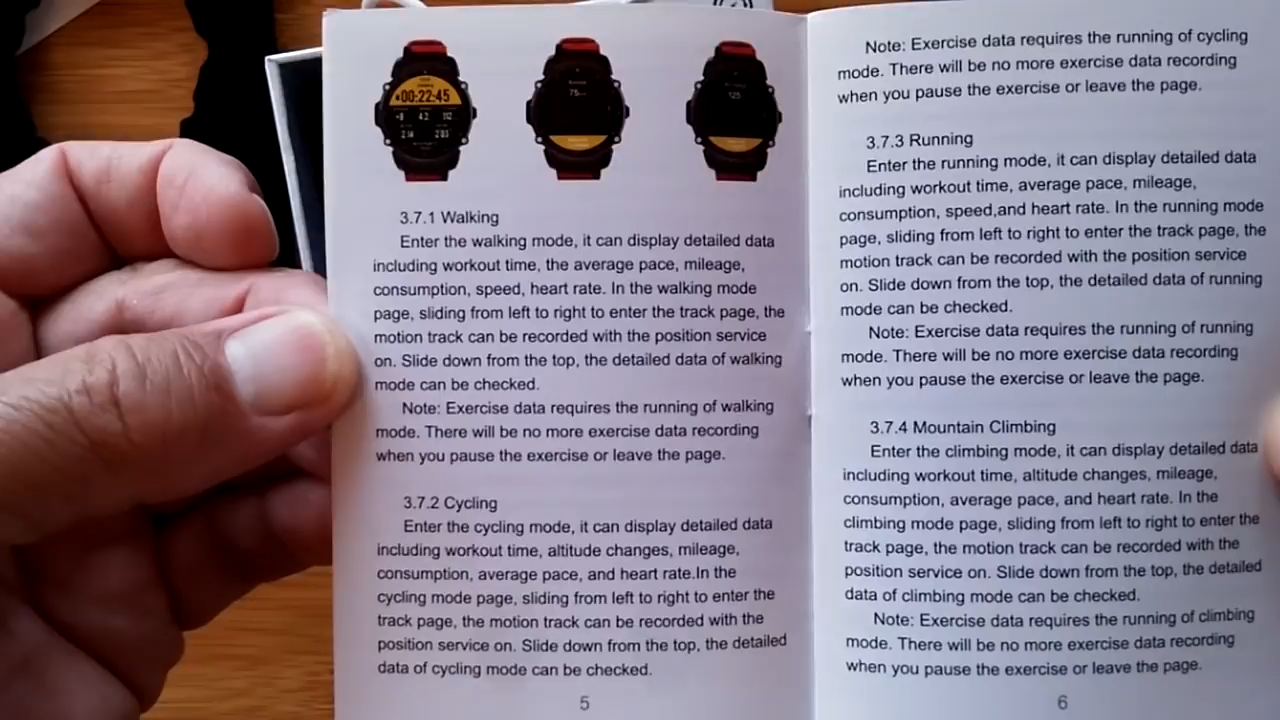 00:22:45
4.2 112
75
125
3.7.1 Walking
Enter the walking mode, it can display detailed data
including workout time, the average pace, mileage,
consumption, speed, heart rate. In the walking mode
page, sliding from left to right to enter the track page, the
motion track can be recorded with the position service
on. Slide down from the top, the detailed data of walking
mode can be checked.
Note: Exercise data requires the running of walking
mode. There will be no more exercise data recording
when you pause the exercise or leave the page.
3.7.2 Cycling
Enter the cycling mode, it can display detailed data
including workout time, altitude changes, mileage,
consumption, average pace, and heart rate.In the
cycling mode page, sliding from left to right to enter the
track page, the motion track can be recorded with the
position service on. Slide down from the top, the detailed
data of cycling mode can be checked.
5
Note: Exercise data requires the running of cycling
mode. There will be no more exercise data recording
when you pause the exercise or leave the page.
3.7.3 Running
Enter the running mode, it can display detailed data
including workout time, average pace, mileage,
consumption, speed,and heart rate. In the running mode
page, sliding from left to right to enter the track page, the
motion track can be recorded with the position service
on. Slide down from the top, the detailed data of running
mode can be checked.
Note: Exercise data requires the running of running
mode. There will be no more exercise data recording
when you pause the exercise or leave the page.
3.7.4 Mountain Climbing
Enter the climbing mode, it can display detailed data
including workout time, altitude changes, mileage,
consumption, average pace, and heart rate. In the
climbing mode page, sliding from left to right to enter the
track page, the motion track can be recorded with the
position service on. Slide down from the top, the detailed
data of climbing mode can be checked.
Note: Exercise data requires the running of climbing
mode. There will be no more exercise data recording
when you pause the exercise or leave the page.
6